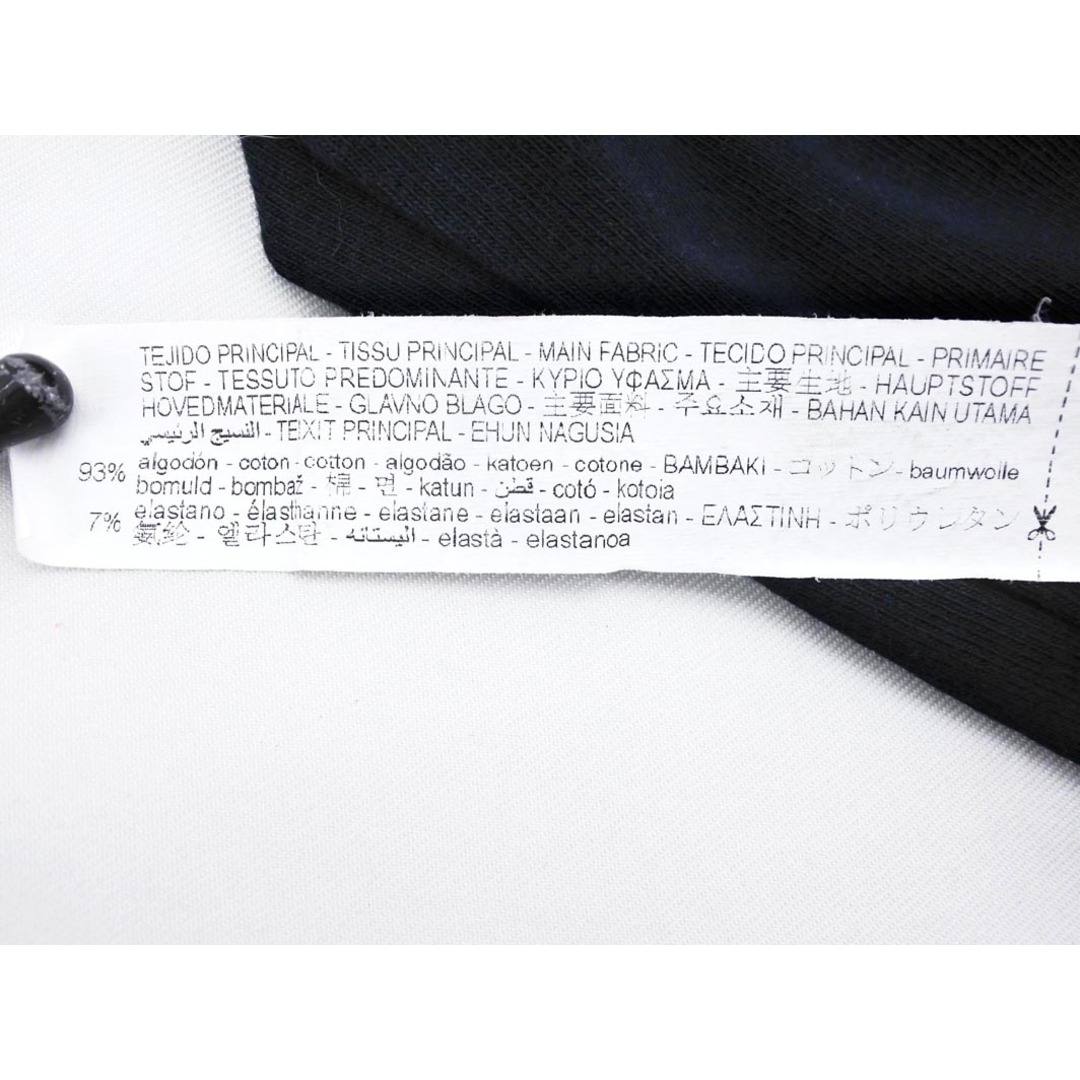 TEJIDO PRINCIPAL - TISSU PRINCIPAL - MAIN FABRIC - TECIDO PRINCIPAL - PRIMAIRE
STOF - TESSUTO PREDOMINANTE - ΚΥΡΙΟ ΥΦΑΣΜΑ - 主要生地 - HAUPTSTOFF
HOVEDMATERIALE - GLAVNO BLAGO - 主要面料 - 주요소재 - BAHAN KAIN UTAMA
النسيج الرئيسي - TEIXIT PRINCIPAL - EHUN NAGUSIA
93% algodón - coton - cotton - algodão - katoen - cotone - BAMBAKI - コットン - baumwolle
bomuld - bombaž - 棉 - 면 - katun - قطن - cotó - kotoia
7% elastano - élasthanne - elastane - elastaan - elastan - ΕΛΑΣΤΙΝΗ - ポリウレタン
氨纶 - 엘라스탄 - اليستانه - elastà - elastanoa